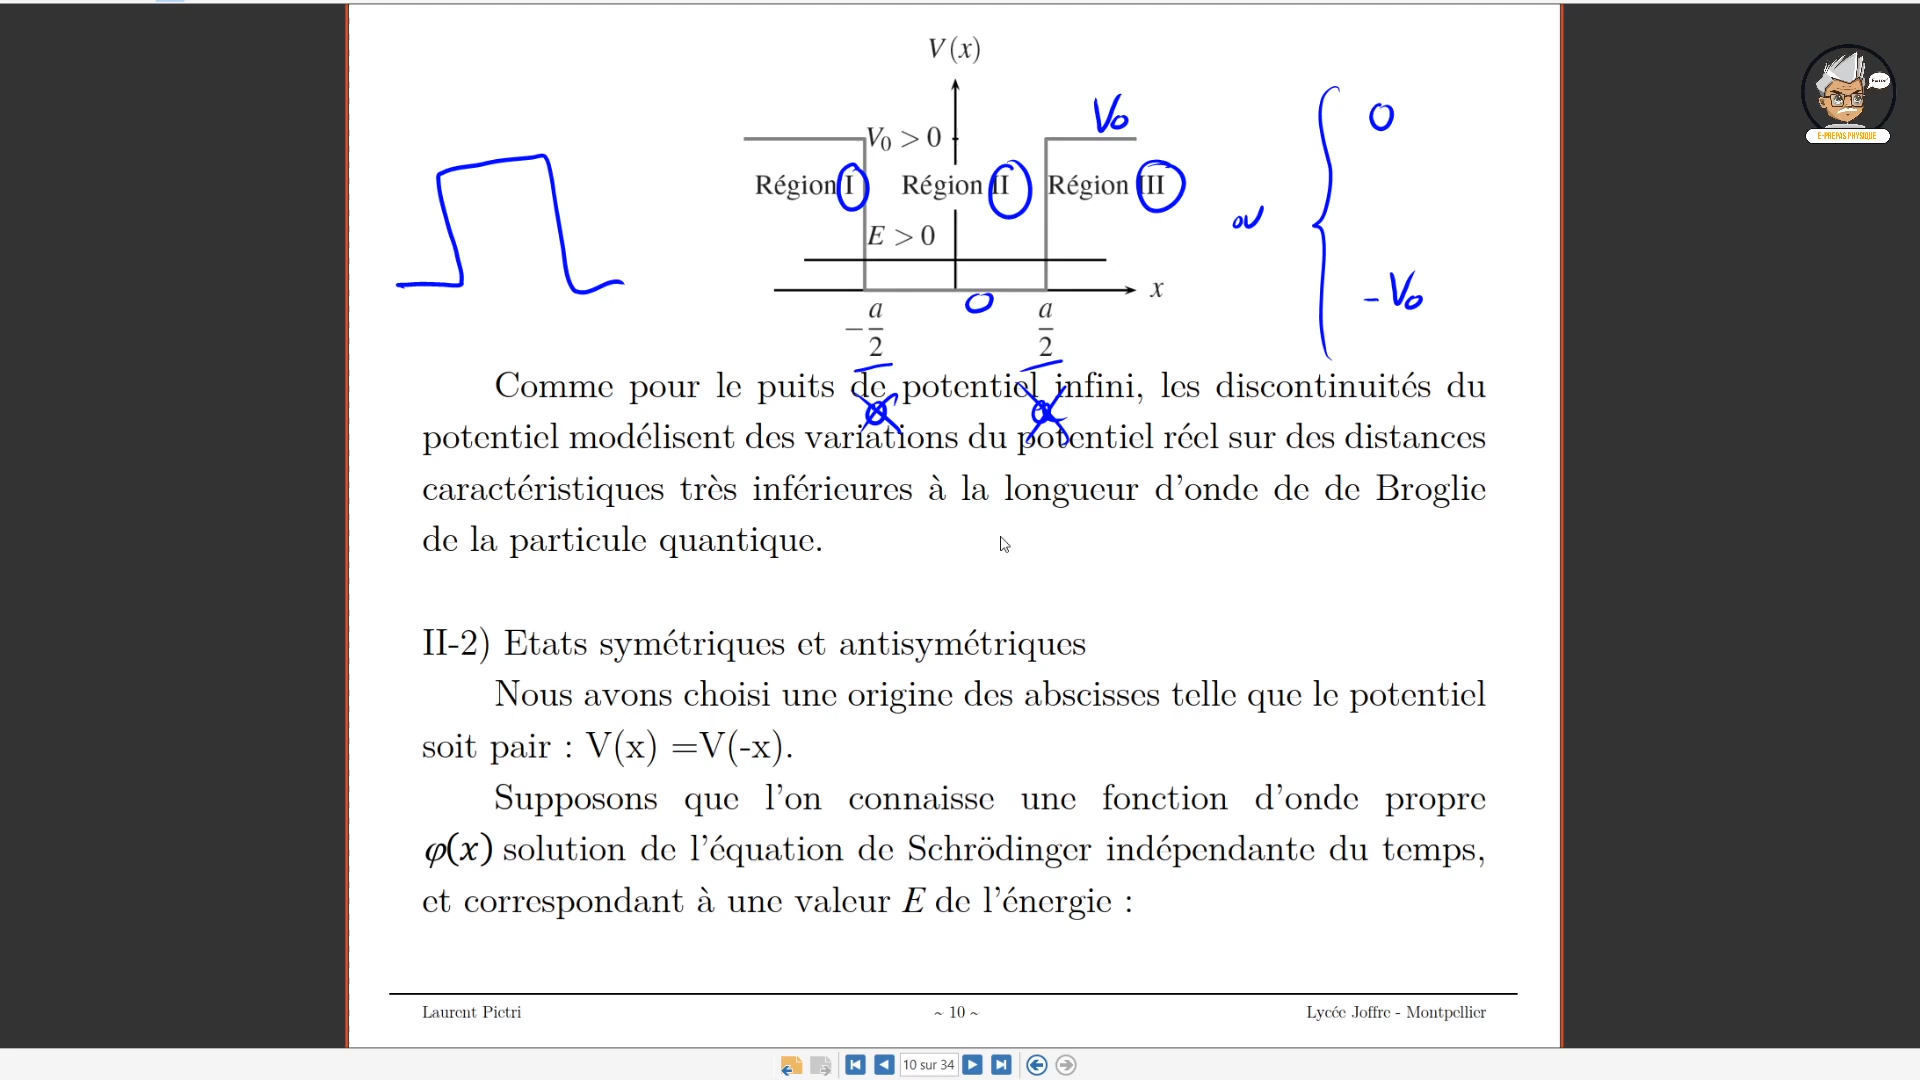 V(x)
V₀
0
V₀ > 0
Région I
Région II
Région III
ou
E > 0
-V₀
x
0
-a/2
a/2
E-PREPAS PHYSIQUE
Comme pour le puits de potentiel infini, les discontinuités du
potentiel modélisent des variations du potentiel réel sur des distances
caractéristiques très inférieures à la longueur d'onde de de Broglie
de la particule quantique.
II-2) Etats symétriques et antisymétriques
Nous avons choisi une origine des abscisses telle que le potentiel
soit pair : V(x) =V(-x).
Supposons que l'on connaisse une fonction d'onde propre
φ(x) solution de l'équation de Schrödinger indépendante du temps,
et correspondant à une valeur E de l'énergie :
Laurent Pietri
~ 10 ~
Lycée Joffre - Montpellier
10 sur 34